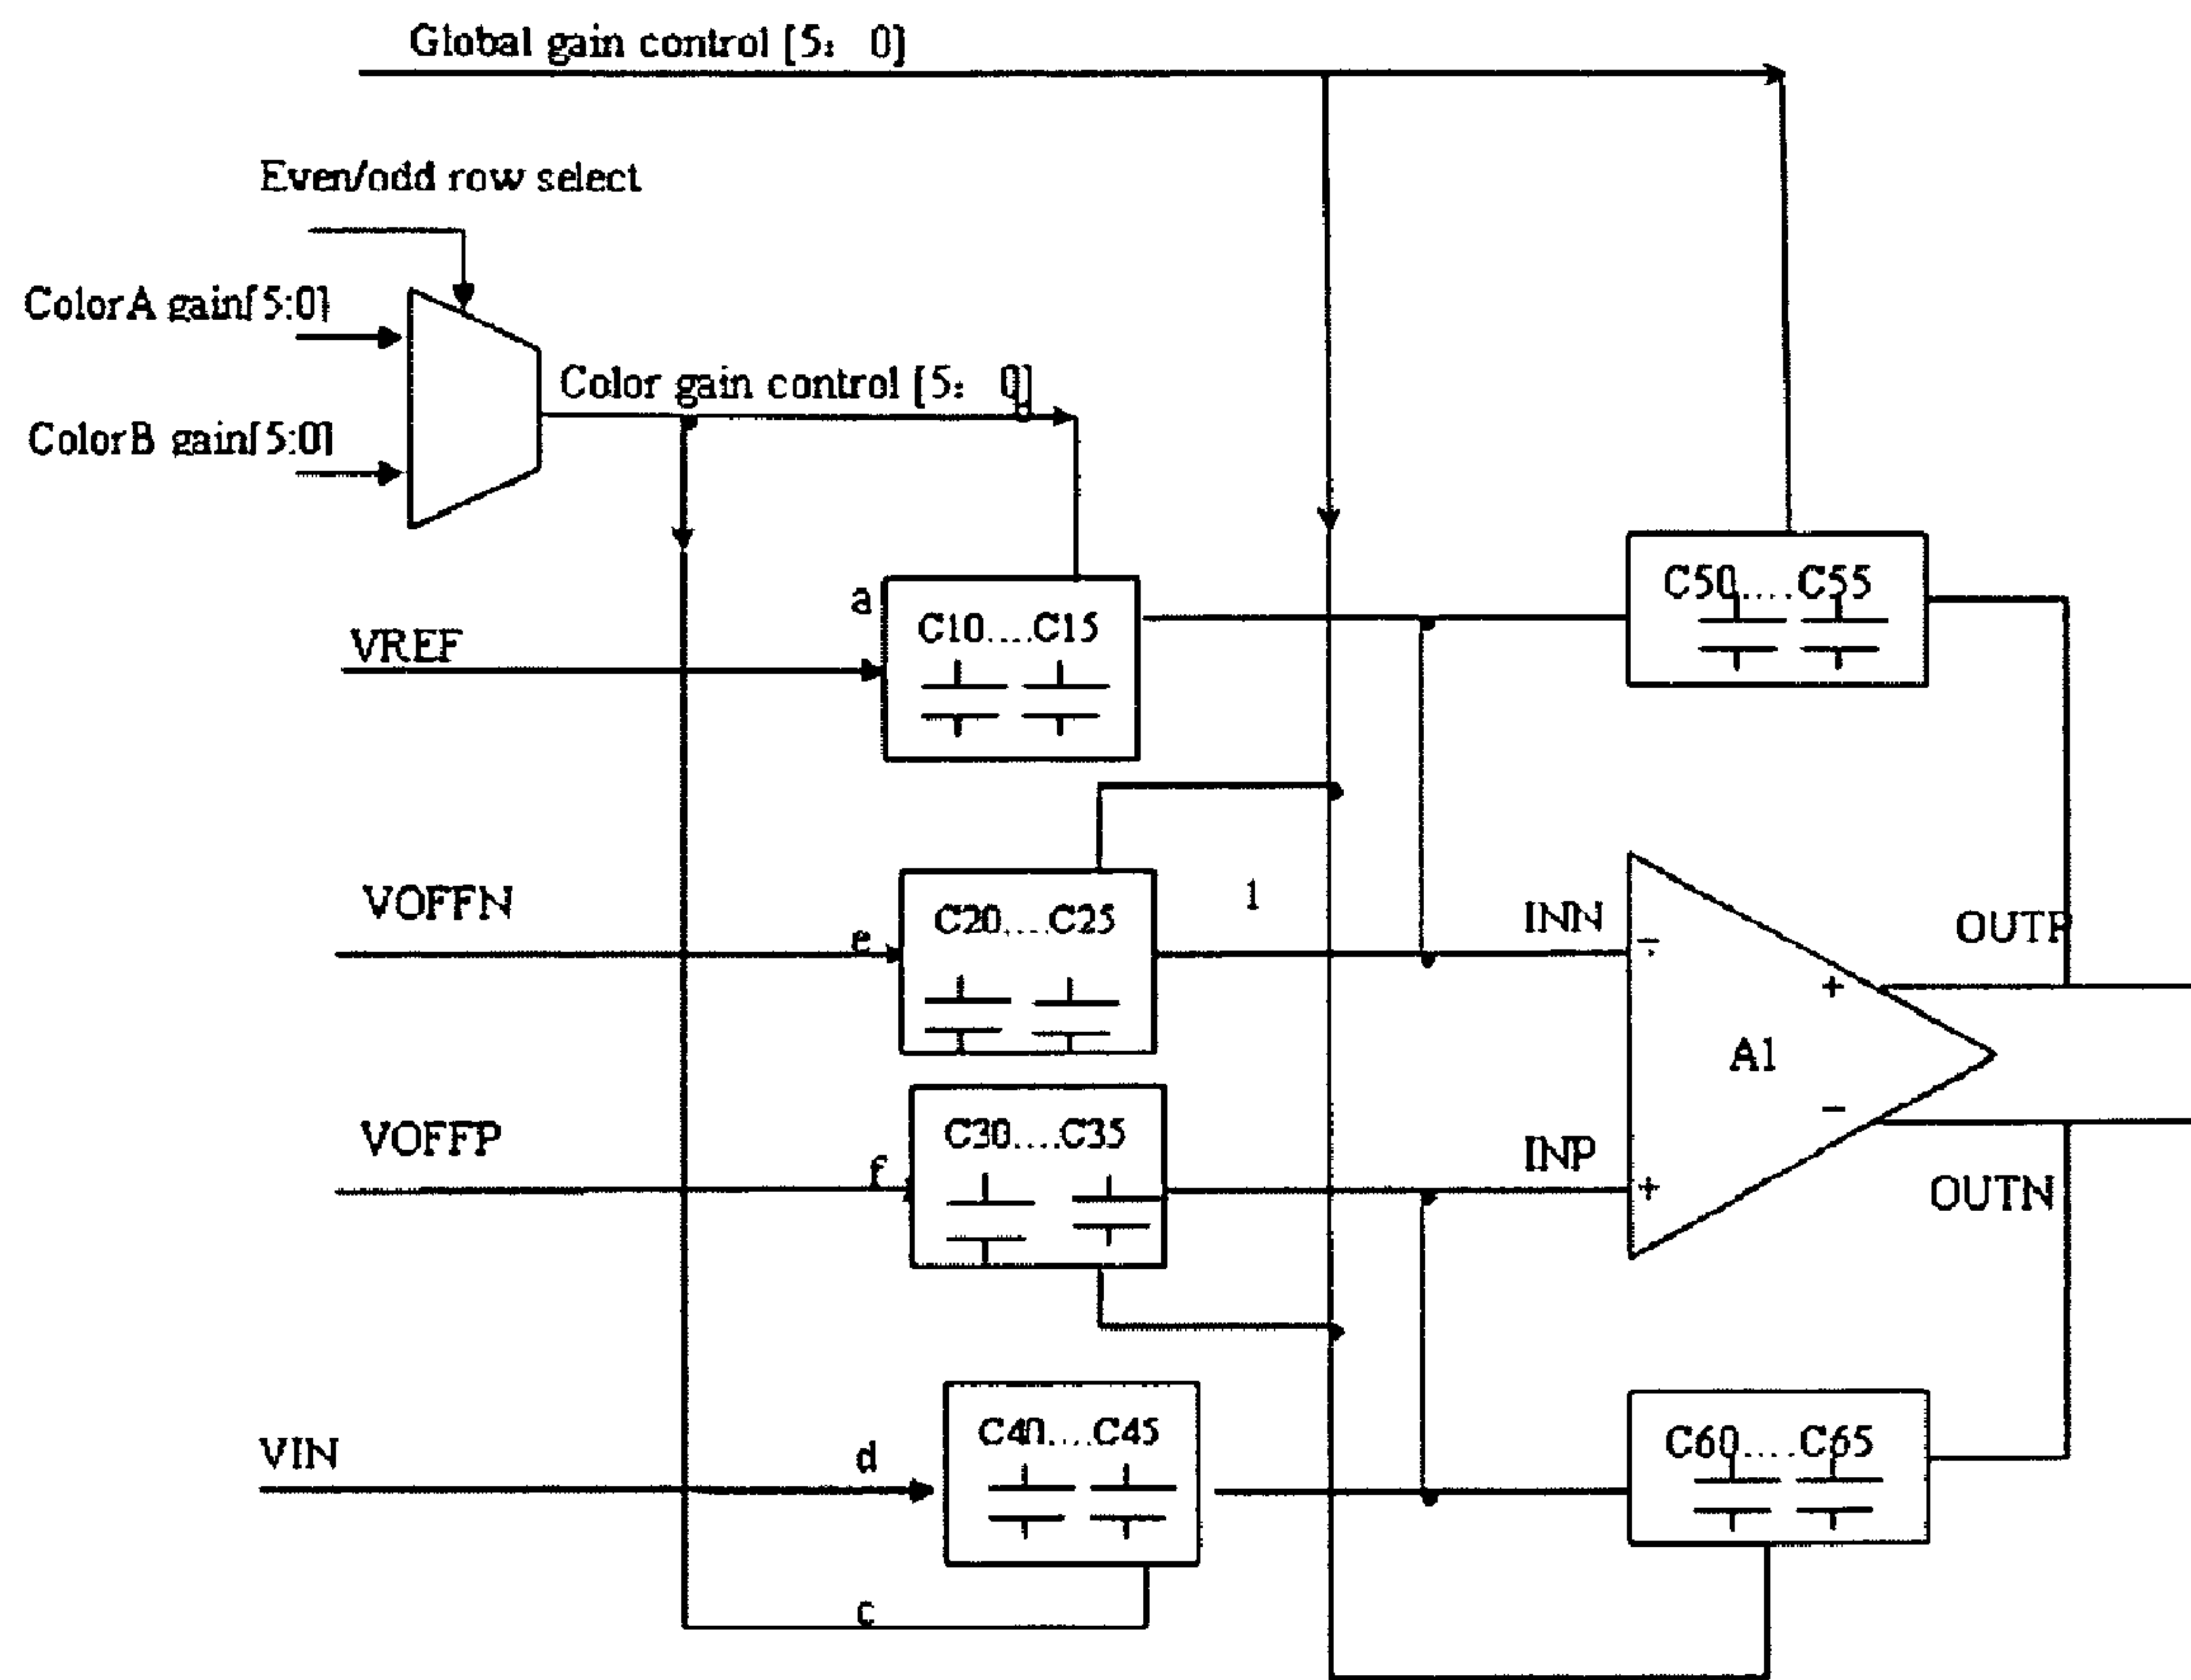 Global gain control [5: 0]
Even/odd row select
ColorA gain[5:0]
Color gain control [5: 0]
ColorB gain[5:0]
a
C10....C15
C50....C55
VREF
VOFFN
e
C20....C25
1
INN
-
OUTP
+
A1
VOFFP
f
C30....C35
INP
+
-
OUTN
VIN
d
C40....C45
C60....C65
c